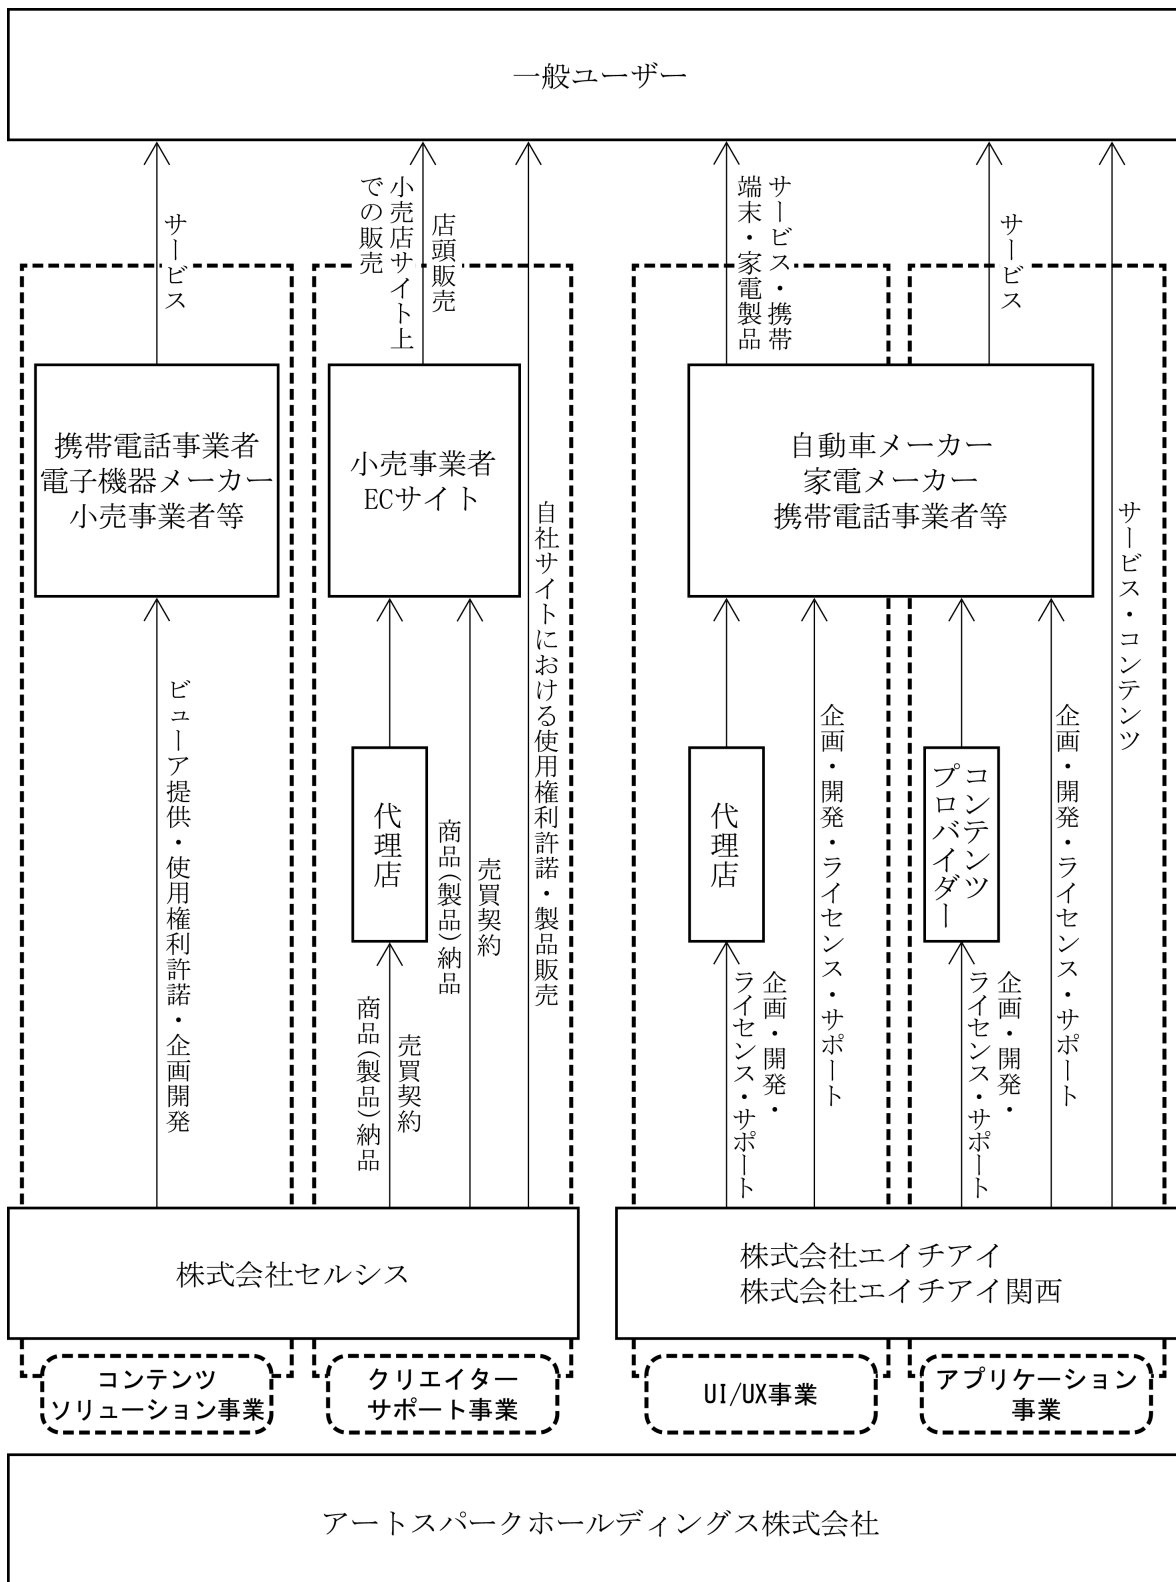 一般ユーザー
サービス
小売店サイト上
での販売
店頭販売
サービス・携帯
端末・家電製品
サービス
携帯電話事業者
電子機器メーカー
小売事業者等
小売事業者
ECサイト
自動車メーカー
家電メーカー
携帯電話事業者等
自社サイトにおける使用権利許諾・製品販売
サービス・コンテンツ
ビューア提供・使用権利許諾・企画開発
代理店
商品(製品)納品
売買契約
代理店
企画・開発・ライセンス・サポート
コンテンツ
プロバイダー
企画・開発・ライセンス・サポート
商品(製品)納品
売買契約
企画・開発・
ライセンス・サポート
企画・開発・
ライセンス・サポート
株式会社セルシス
株式会社エイチアイ
株式会社エイチアイ関西
コンテンツ
ソリューション事業
クリエイター
サポート事業
UI/UX事業
アプリケーション
事業
アートスパークホールディングス株式会社